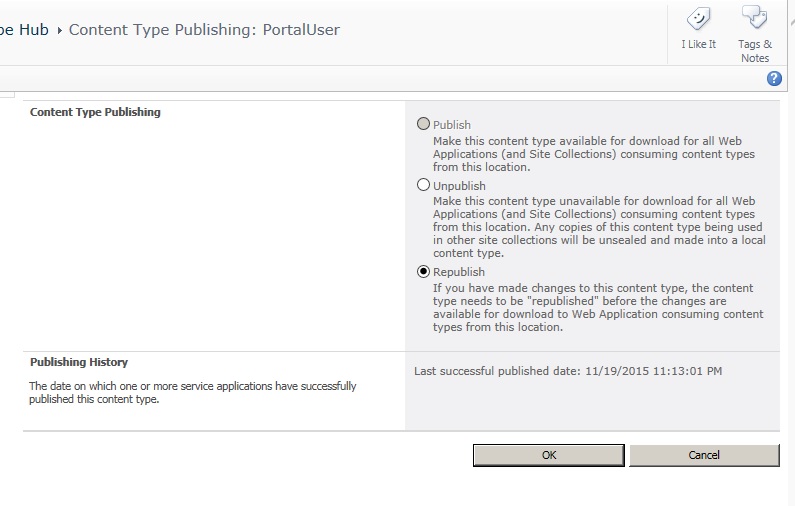 pe Hub ▸ Content Type Publishing: PortalUser
I Like It
Tags &
Notes
Content Type Publishing
Publish
Make this content type available for download for all Web
Applications (and Site Collections) consuming content types
from this location.
Unpublish
Make this content type unavailable for download for all Web
Applications (and Site Collections) consuming content types
from this location. Any copies of this content type being used
in other site collections will be unsealed and made into a local
content type.
Republish
If you have made changes to this content type, the content
type needs to be "republished" before the changes are
available for download to Web Application consuming content
types from this location.
Publishing History
The date on which one or more service applications have successfully
published this content type.
Last successful published date: 11/19/2015 11:13:01 PM
OK
Cancel